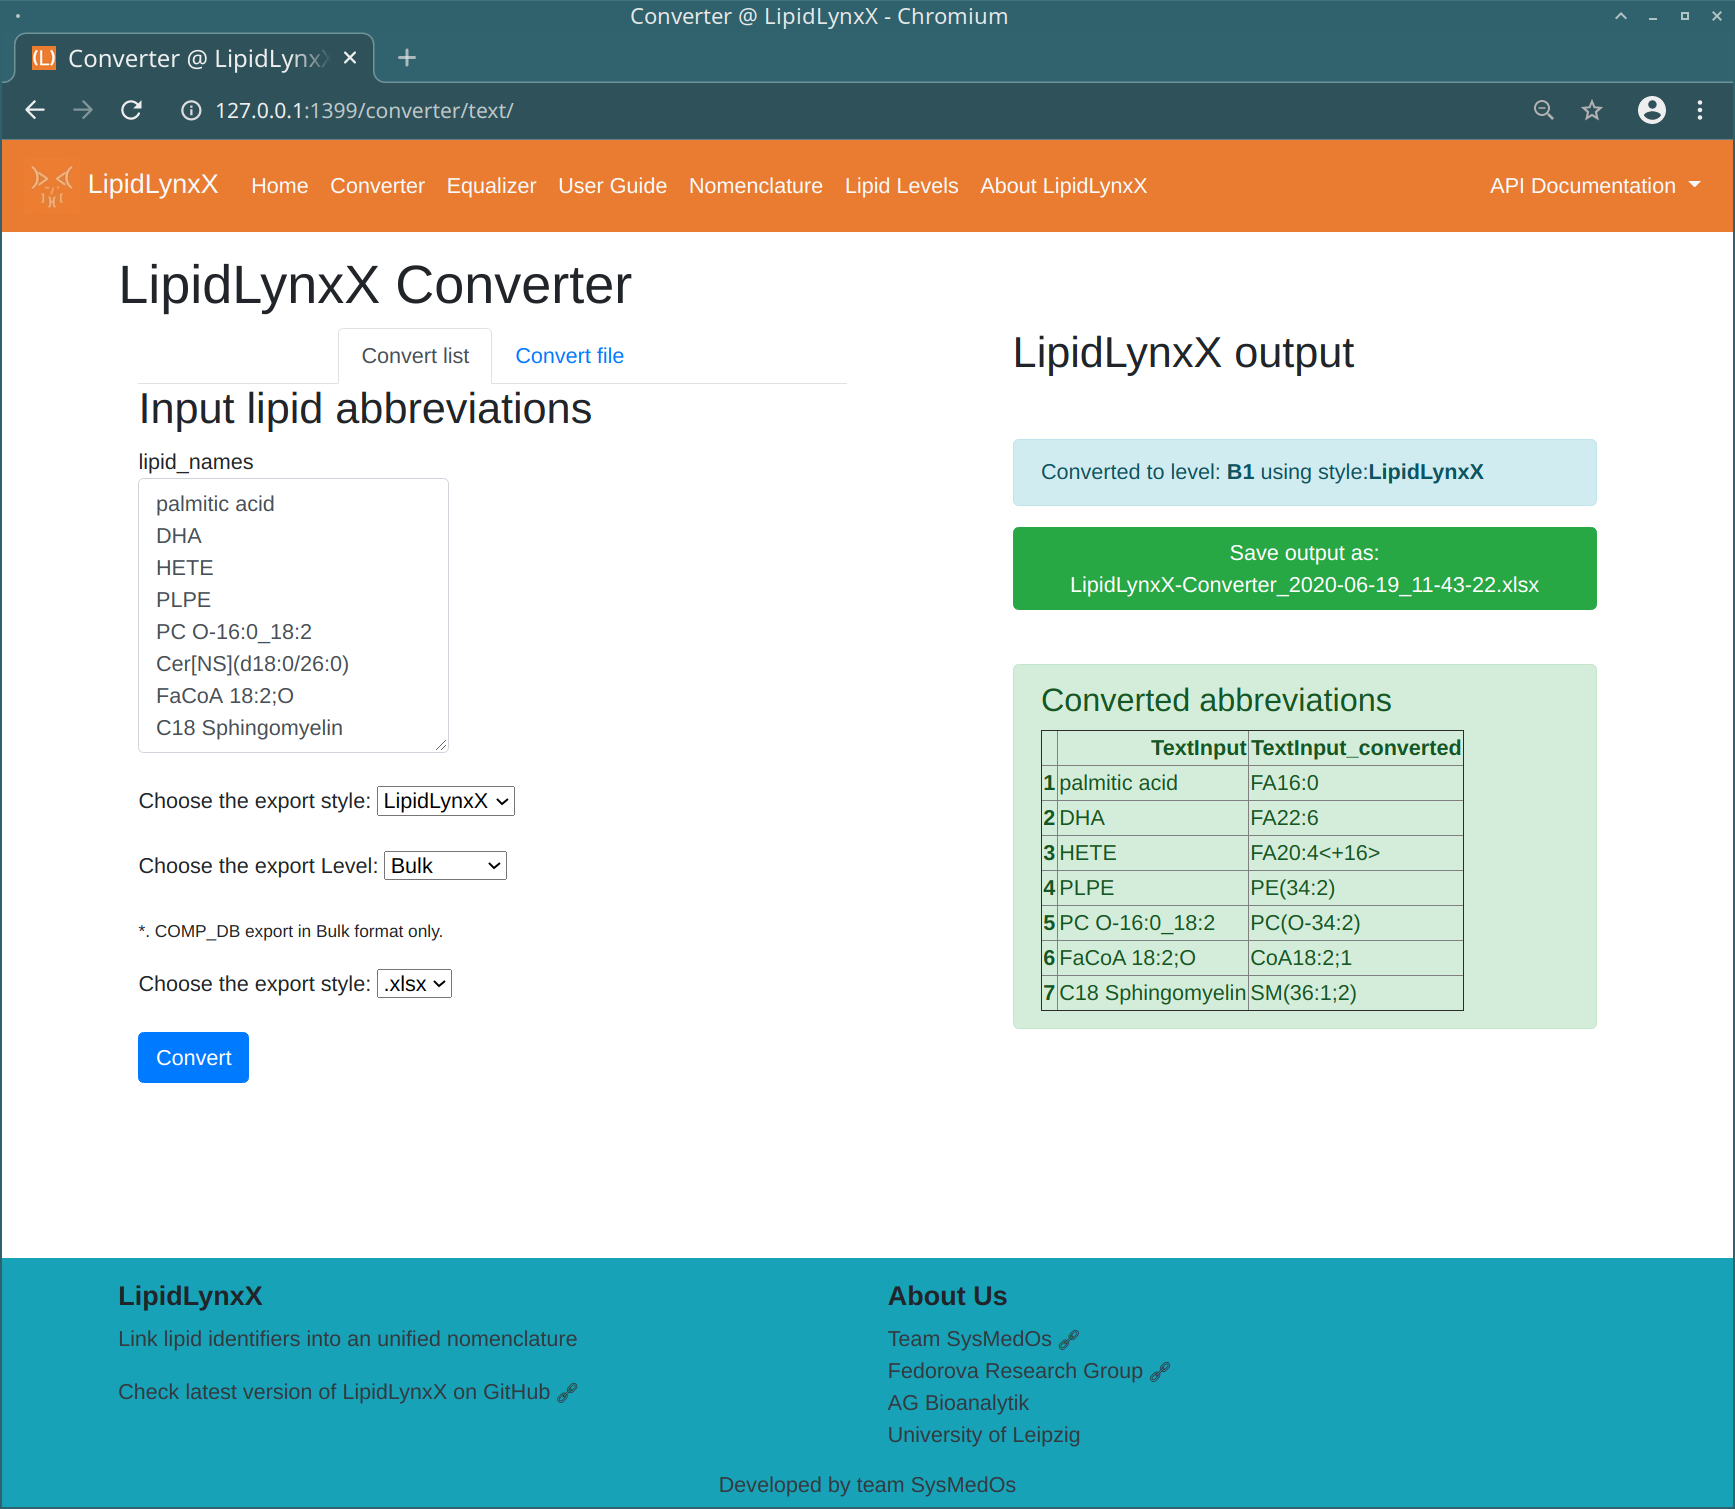 Converter @ LipidLynxX - Chromium
(L) Converter @ LipidLynxX
127.0.0.1:1399/converter/text/
LipidLynxX Home Converter Equalizer User Guide Nomenclature Lipid Levels About LipidLynxX API Documentation
LipidLynxX Converter
Convert list Convert file
Input lipid abbreviations
lipid_names
palmitic acid
DHA
HETE
PLPE
PC O-16:0_18:2
Cer[NS](d18:0/26:0)
FaCoA 18:2;O
C18 Sphingomyelin
Choose the export style: LipidLynxX
Choose the export Level: Bulk
*. COMP_DB export in Bulk format only.
Choose the export style: .xlsx
Convert
LipidLynxX output
Converted to level: B1 using style:LipidLynxX
Save output as:
LipidLynxX-Converter_2020-06-19_11-43-22.xlsx
Converted abbreviations
TextInput TextInput_converted
1 palmitic acid FA16:0
2 DHA FA22:6
3 HETE FA20:4<+16>
4 PLPE PE(34:2)
5 PC O-16:0_18:2 PC(O-34:2)
6 FaCoA 18:2;O CoA18:2;1
7 C18 Sphingomyelin SM(36:1;2)
LipidLynxX
Link lipid identifiers into an unified nomenclature
Check latest version of LipidLynxX on GitHub
About Us
Team SysMedOs
Fedorova Research Group
AG Bioanalytik
University of Leipzig
Developed by team SysMedOs